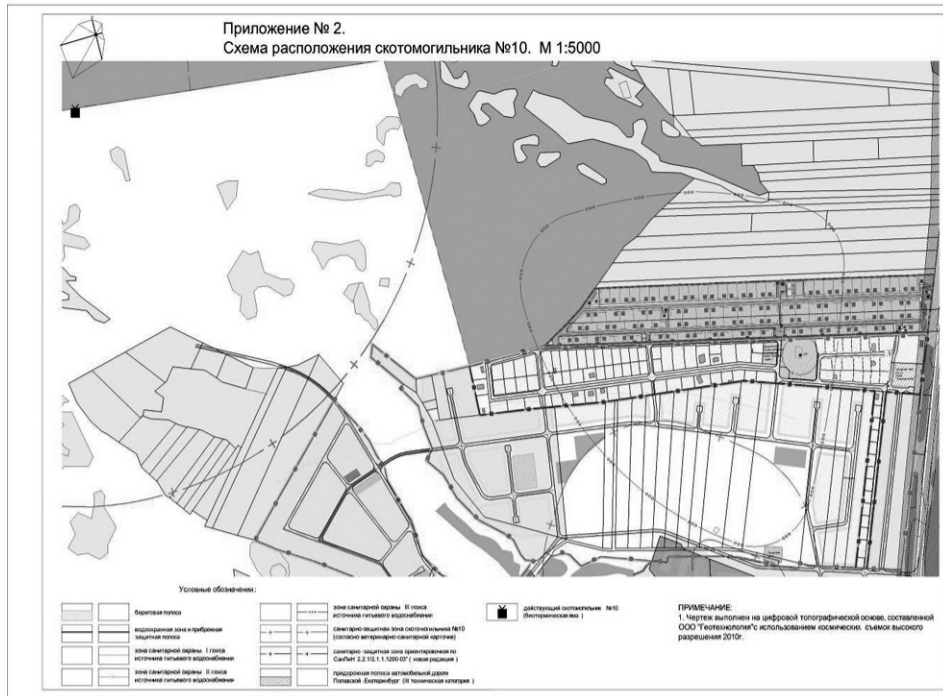 Приложение № 2.
Схема расположения скотомогильника №10. М 1:5000
Условные обозначения:
береговая полоса
водоохранная зона и прибрежная
защитная полоса
зона санитарной охраны I пояса
источника питьевого водоснабжения
зона санитарной охраны II пояса
источника питьевого водоснабжения
зона санитарной охраны III пояса
источника питьевого водоснабжения
санитарно-защитная зона скотомогильника №10
(согласно ветеринарно-санитарной карточке)
санитарно-защитная зона ориентировочная по
СанПиН 2.2.1/2.1.1.1200-03* ( новая редакция )
придорожная полоса автомобильной дороги
Полевской -Екатеринбург (III техническая категория )
действующий скотомогильник №10
(биотермическая яма )
ПРИМЕЧАНИЕ:
1. Чертеж выполнен на цифровой топографической основе, составленной
ООО "Геотехнология"с использованием космических съемок высокого
разрешения 2010г.